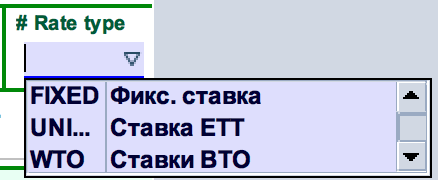 # Rate type
FIXED Фикс. ставка
UNI... Ставка ЕТТ
WTO Ставки ВТО